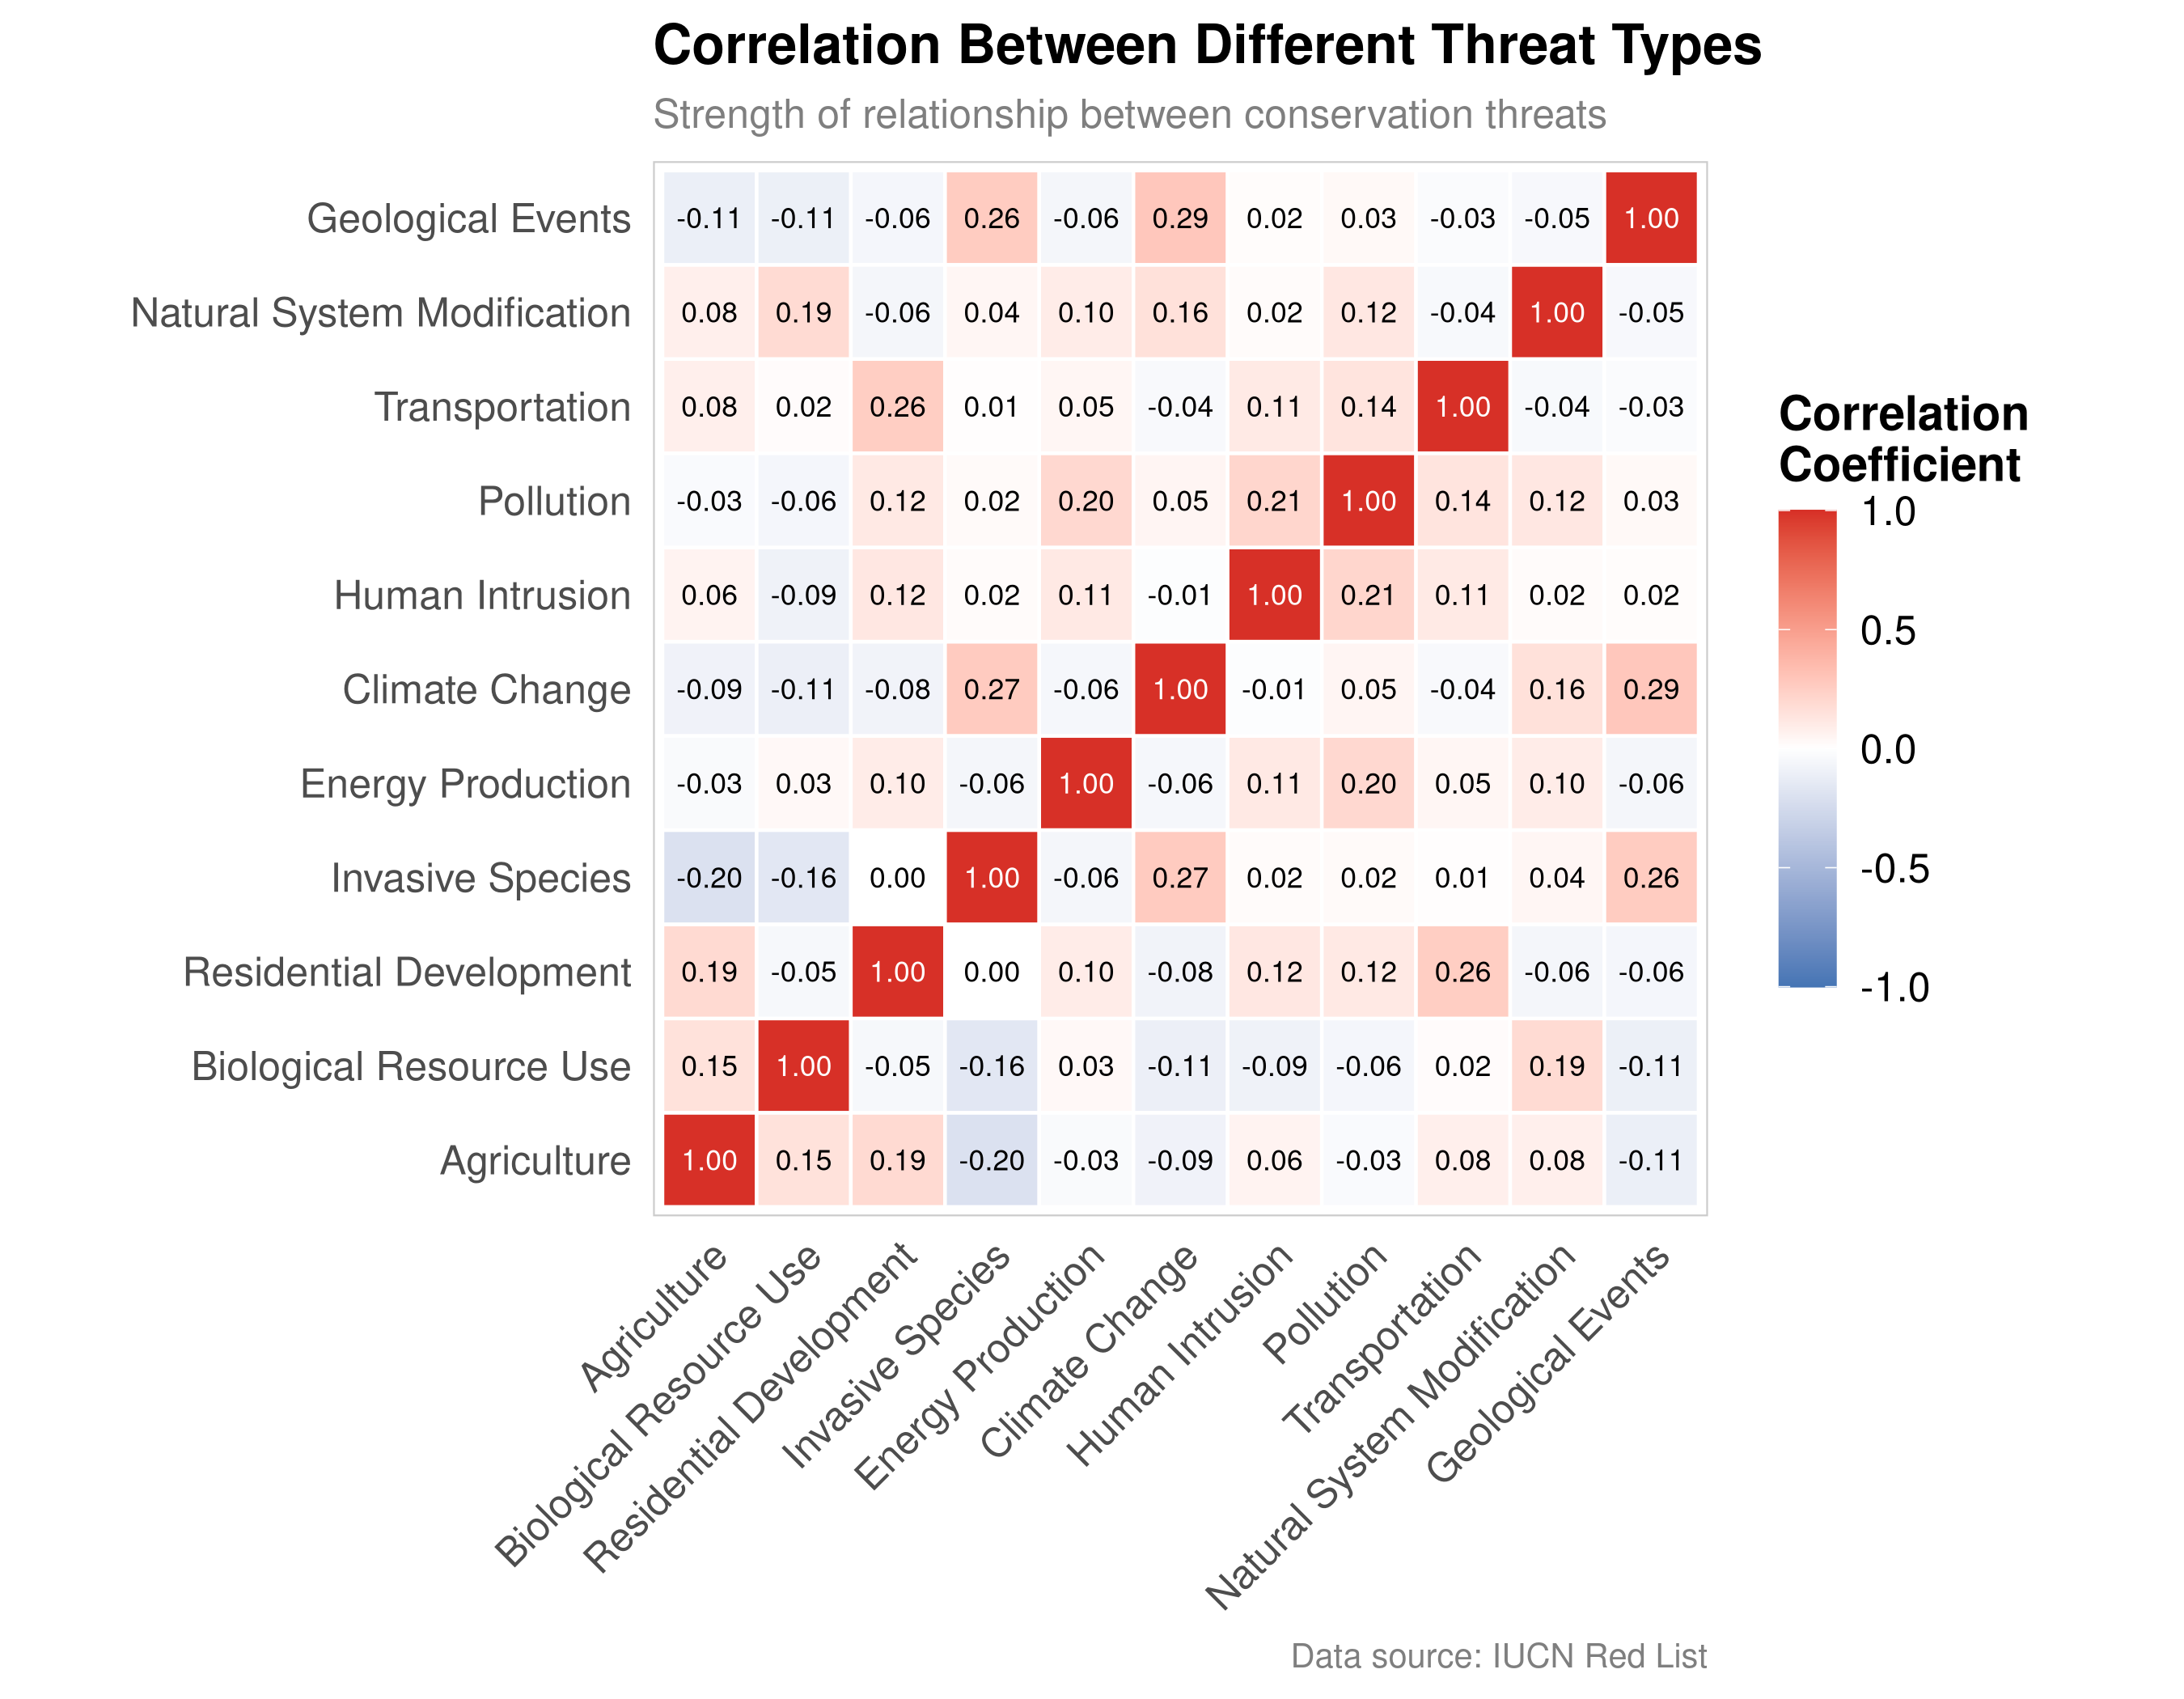 Correlation Between Different Threat Types
Strength of relationship between conservation threats
Geological Events -0.11 -0.11 -0.06 0.26 -0.06 0.29 0.02 0.03 -0.03 -0.05 1.00
Natural System Modification 0.08 0.19 -0.06 0.04 0.10 0.16 0.02 0.12 -0.04 1.00 -0.05
Transportation 0.08 0.02 0.26 0.01 0.05 -0.04 0.11 0.14 1.00 -0.04 -0.03
Pollution -0.03 -0.06 0.12 0.02 0.20 0.05 0.21 1.00 0.14 0.12 0.03
Human Intrusion 0.06 -0.09 0.12 0.02 0.11 -0.01 1.00 0.21 0.11 0.02 0.02
Climate Change -0.09 -0.11 -0.08 0.27 -0.06 1.00 -0.01 0.05 -0.04 0.16 0.29
Energy Production -0.03 0.03 0.10 -0.06 1.00 -0.06 0.11 0.20 0.05 0.10 -0.06
Invasive Species -0.20 -0.16 0.00 1.00 -0.06 0.27 0.02 0.02 0.01 0.04 0.26
Residential Development 0.19 -0.05 1.00 0.00 0.10 -0.08 0.12 0.12 0.26 -0.06 -0.06
Biological Resource Use 0.15 1.00 -0.05 -0.16 0.03 -0.11 -0.09 -0.06 0.02 0.19 -0.11
Agriculture 1.00 0.15 0.19 -0.20 -0.03 -0.09 0.06 -0.03 0.08 0.08 -0.11
Agriculture
Biological Resource Use
Residential Development
Invasive Species
Energy Production
Climate Change
Human Intrusion
Pollution
Transportation
Natural System Modification
Geological Events
Correlation
Coefficient
1.0
0.5
0.0
-0.5
-1.0
Data source: IUCN Red List